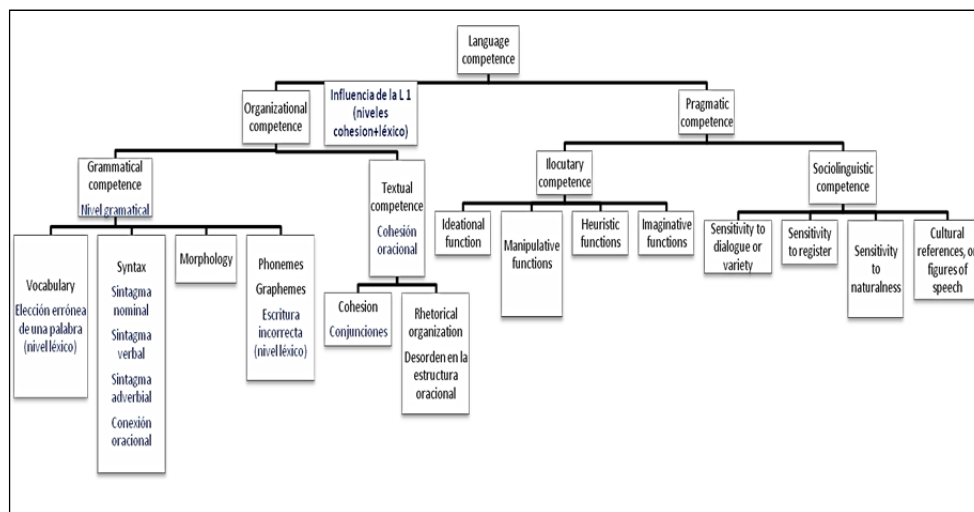 Language
competence
Organizational
competence
Influencia de la L 1
(niveles
cohesion+léxico)
Pragmatic
competence
Grammatical
competence
Nivel gramatical
Textual
competence
Cohesión
oracional
Ilocutary
competence
Sociolinguistic
competence
Vocabulary
Elección errónea
de una palabra
(nivel léxico)
Syntax
Sintagma
nominal
Sintagma
verbal
Sintagma
adverbial
Conexión
oracional
Morphology
Phonemes
Graphemes
Escritura
incorrecta
(nivel léxico)
Cohesion
Conjunciones
Rhetorical
organization
Desorden en la
estructura
oracional
Ideational
function
Manipulative
functions
Heuristic
functions
Imaginative
functions
Sensitivity to
dialogue or
variety
Sensitivity
to register
Sensitivity
to
naturalness
Cultural
references, or
figures of
speech